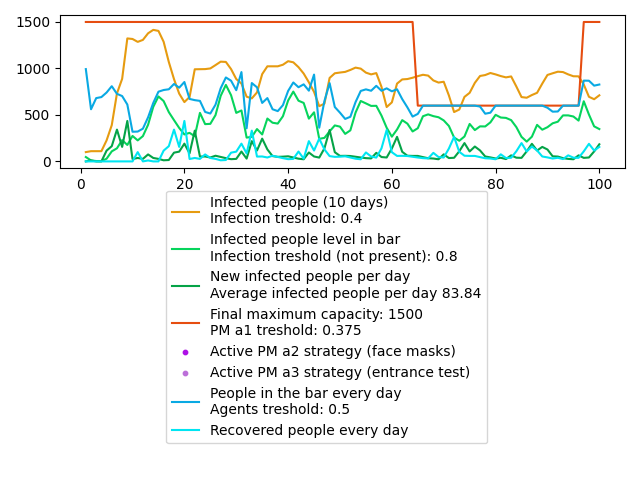 1500
1000
500
0
0
20
40
60
80
100
Infected people (10 days)
Infection treshold: 0.4
Infected people level in bar
Infection treshold (not present): 0.8
New infected people per day
Average infected people per day 83.84
Final maximum capacity: 1500
PM a1 treshold: 0.375
Active PM a2 strategy (face masks)
Active PM a3 strategy (entrance test)
People in the bar every day
Agents treshold: 0.5
Recovered people every day